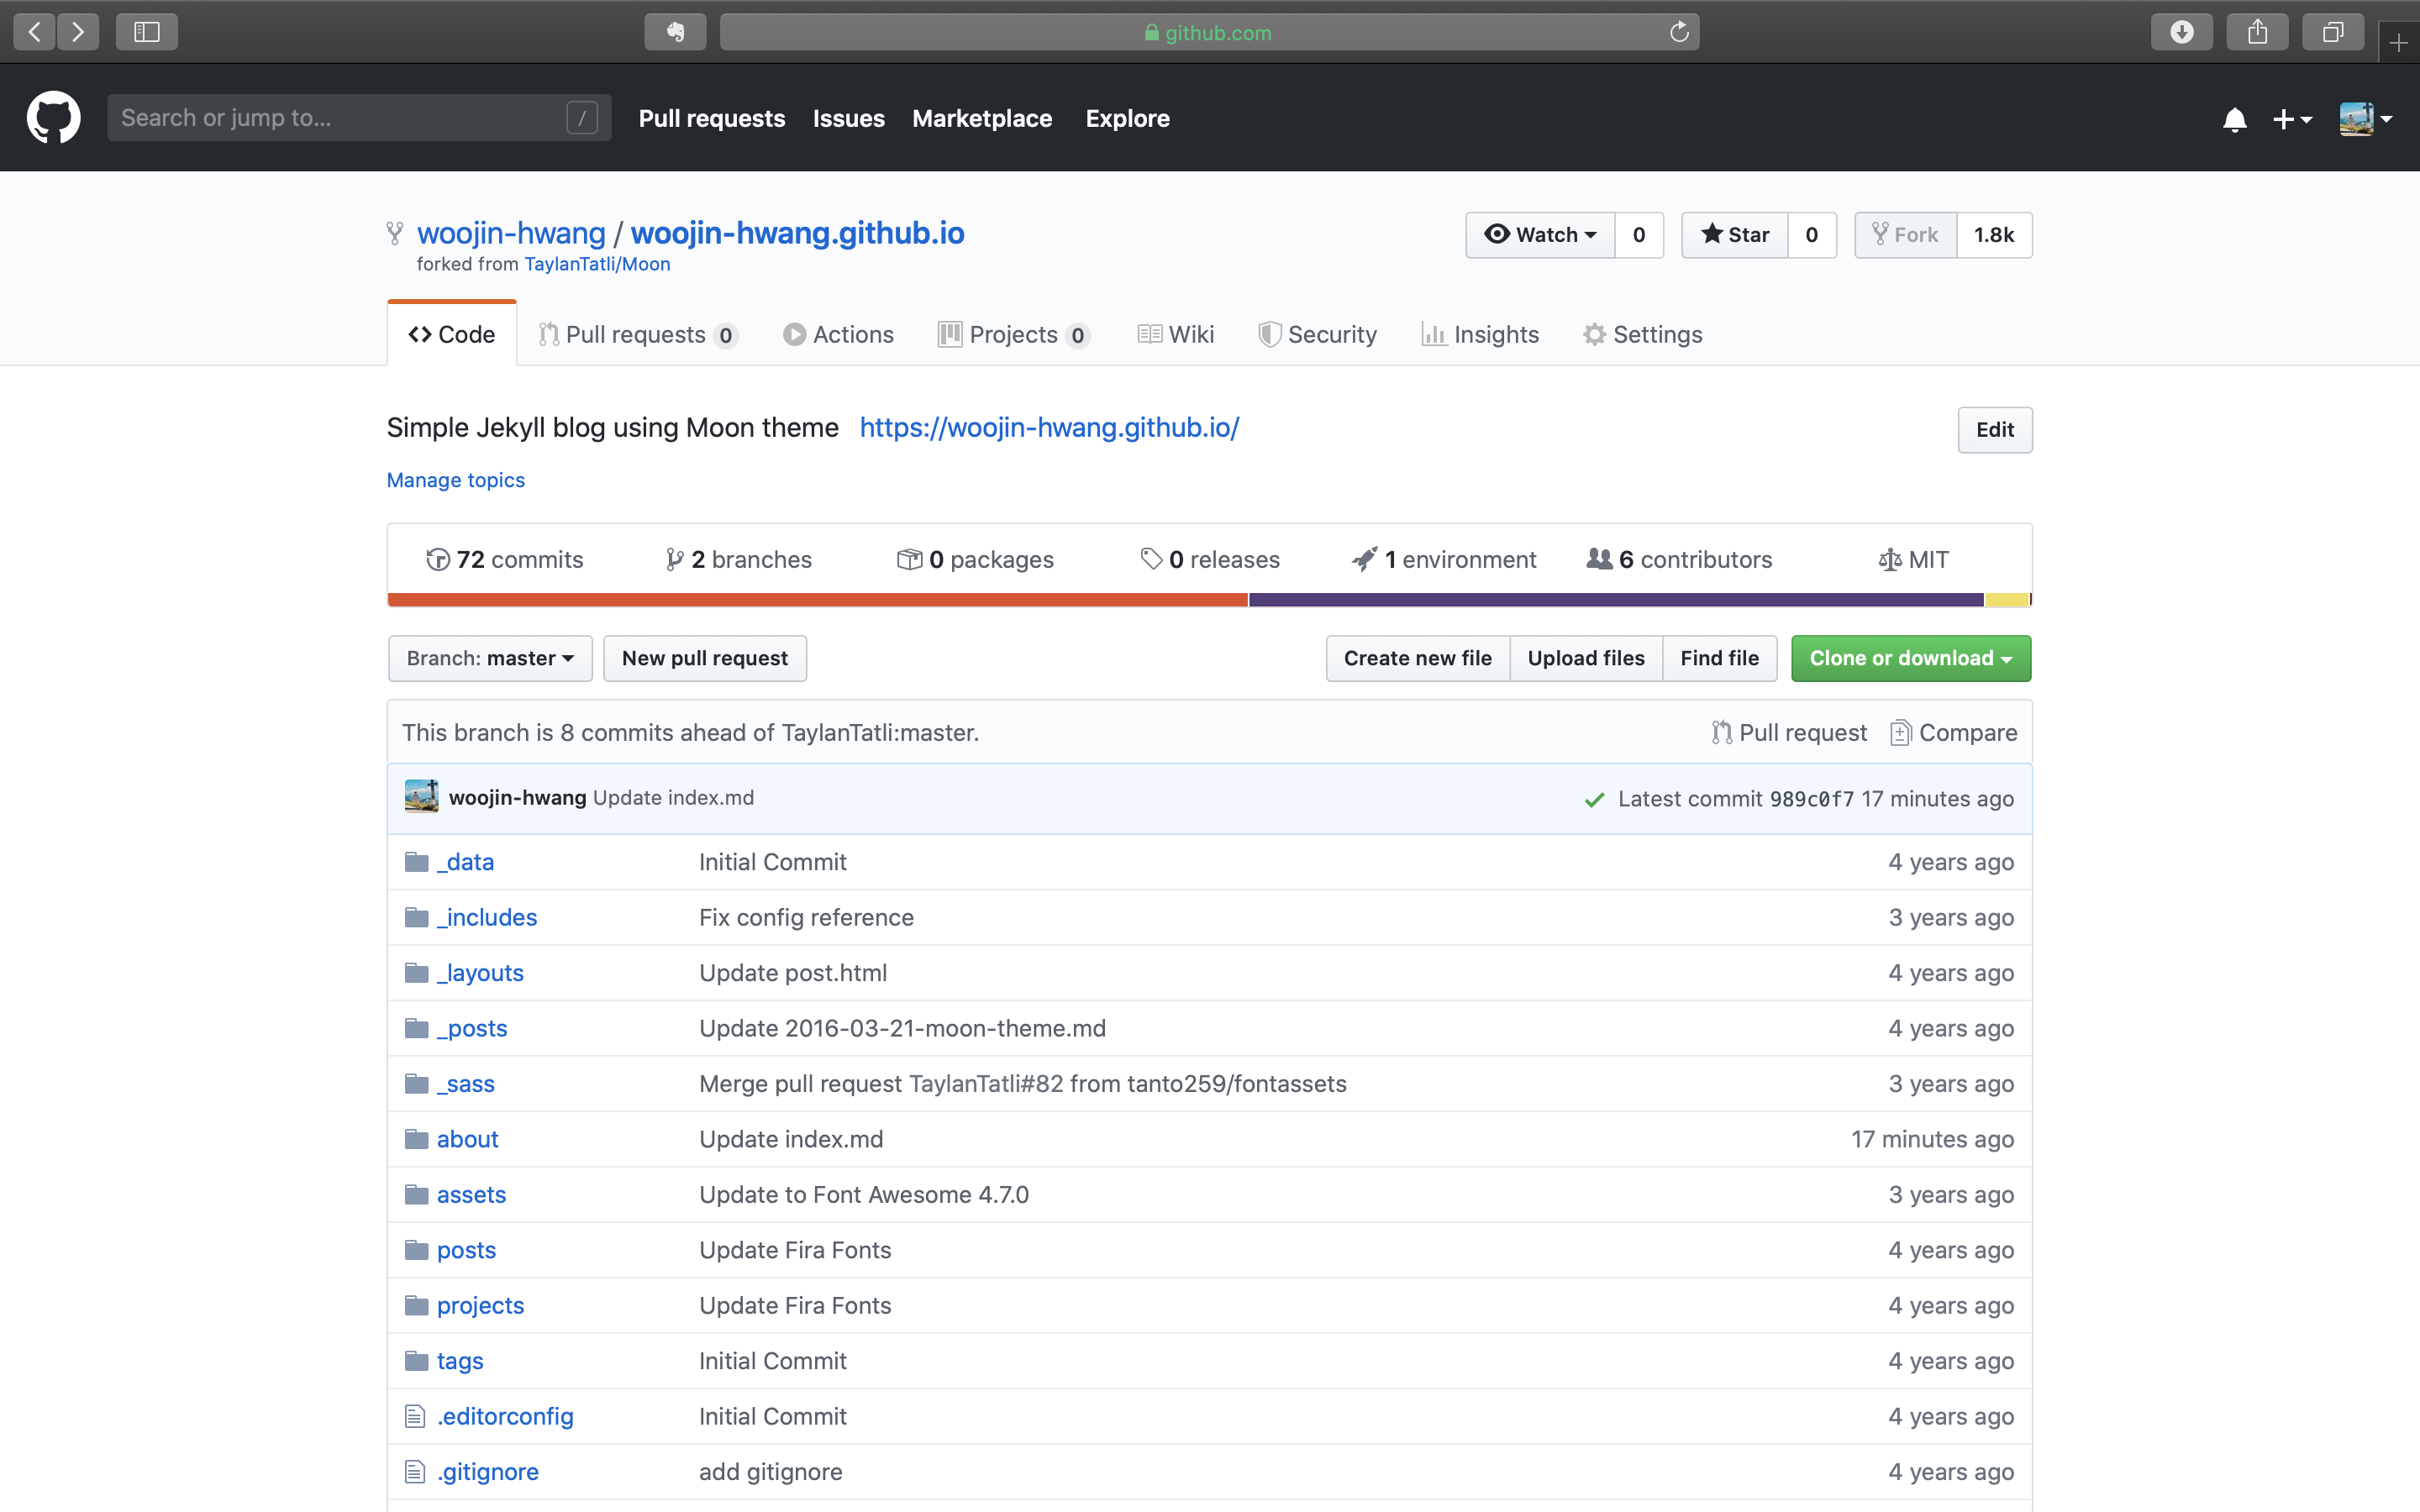 github.com
Search or jump to... /
Pull requests Issues Marketplace Explore
woojin-hwang / woojin-hwang.github.io
Watch 0 Star 0 Fork 1.8k
forked from TaylanTatli/Moon
Code Pull requests 0 Actions Projects 0 Wiki Security Insights Settings
Simple Jekyll blog using Moon theme https://woojin-hwang.github.io/ Edit
Manage topics
72 commits 2 branches 0 packages 0 releases 1 environment 6 contributors MIT
Branch: master New pull request Create new file Upload files Find file Clone or download
This branch is 8 commits ahead of TaylanTatli:master. Pull request Compare
woojin-hwang Update index.md Latest commit 989c0f7 17 minutes ago
_data Initial Commit 4 years ago
_includes Fix config reference 3 years ago
_layouts Update post.html 4 years ago
_posts Update 2016-03-21-moon-theme.md 4 years ago
_sass Merge pull request TaylanTatli#82 from tanto259/fontassets 3 years ago
about Update index.md 17 minutes ago
assets Update to Font Awesome 4.7.0 3 years ago
posts Update Fira Fonts 4 years ago
projects Update Fira Fonts 4 years ago
tags Initial Commit 4 years ago
.editorconfig Initial Commit 4 years ago
.gitignore add gitignore 4 years ago